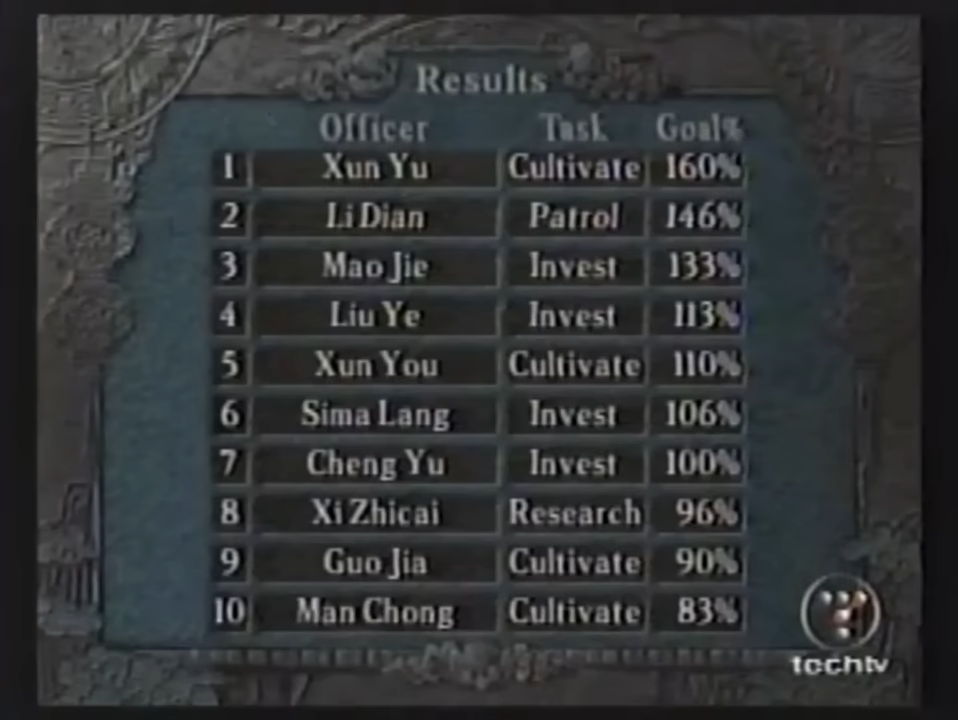 Results
Officer Task Goal%
1 Xun Yu Cultivate 160%
2 Li Dian Patrol 146%
3 Mao Jie Invest 133%
4 Liu Ye Invest 113%
5 Xun You Cultivate 110%
6 Sima Lang Invest 106%
7 Cheng Yu Invest 100%
8 Xi Zhicai Research 96%
9 Guo Jia Cultivate 90%
10 Man Chong Cultivate 83%
techtv